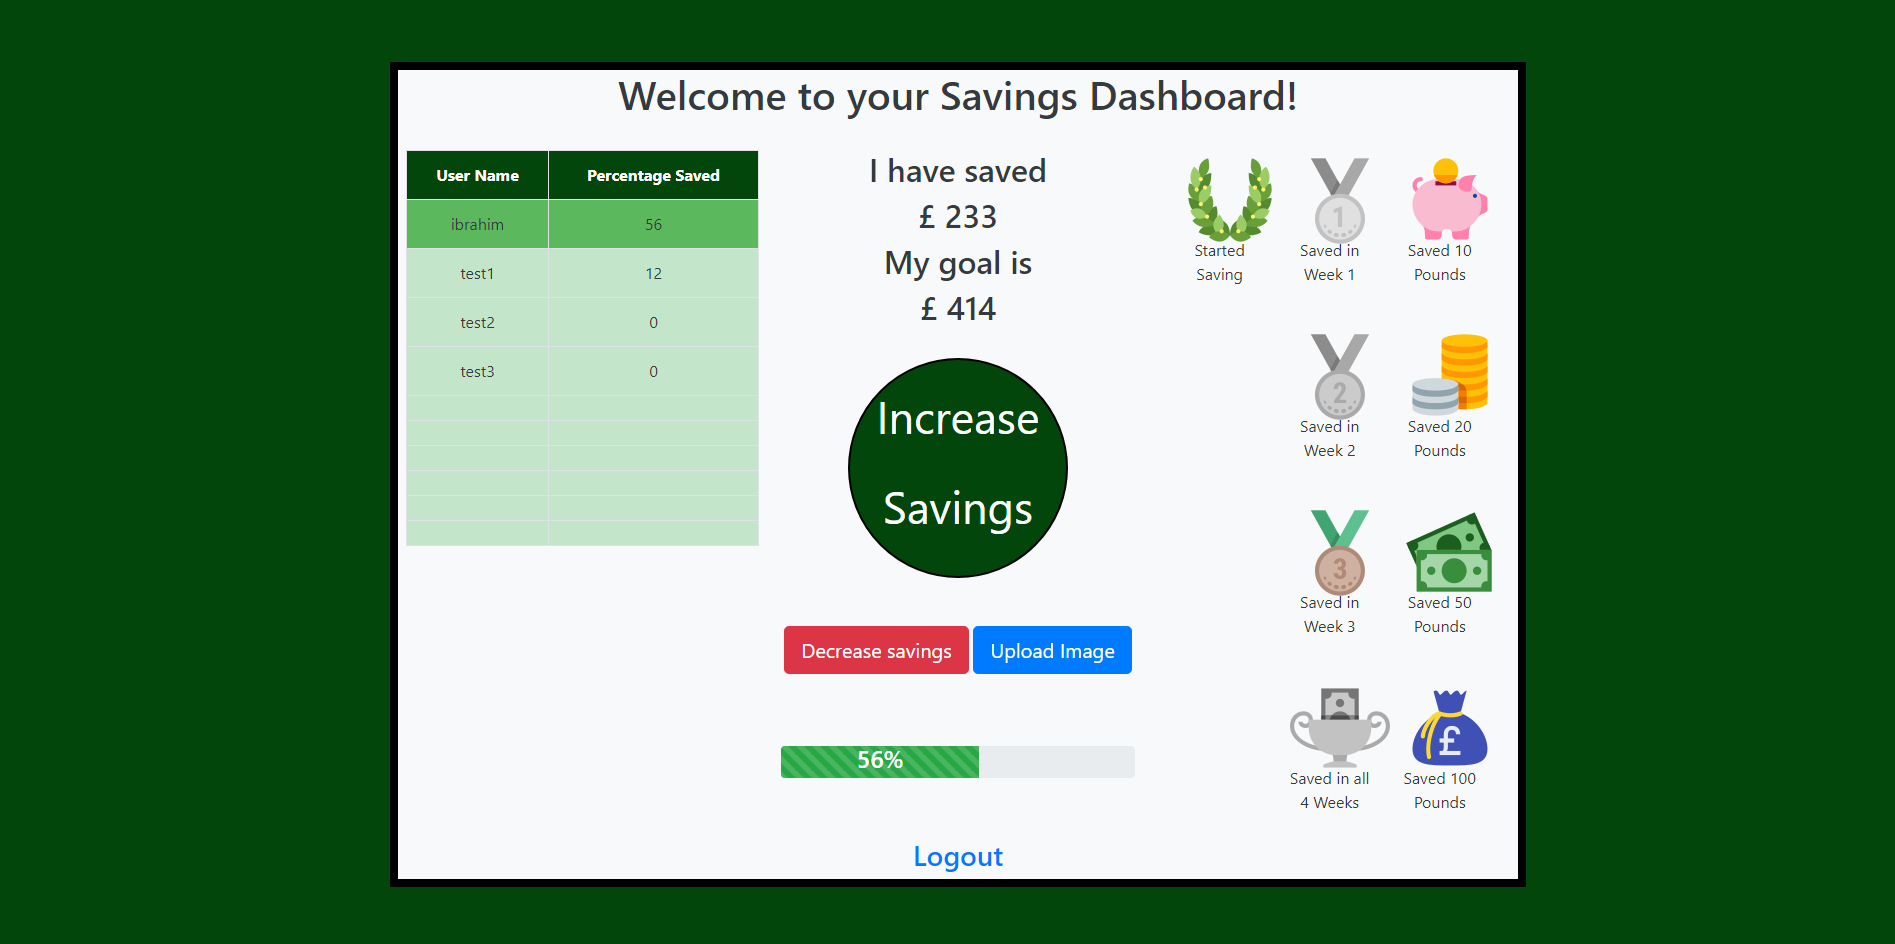 Welcome to your Savings Dashboard!
User Name Percentage Saved
ibrahim 56
test1 12
test2 0
test3 0
I have saved
£ 233
My goal is
£ 414
Increase
Savings
Decrease savings Upload Image
56%
Logout
Started
Saving
1
Saved in
Week 1
Saved 10
Pounds
2
Saved in
Week 2
Saved 20
Pounds
3
Saved in
Week 3
Saved 50
Pounds
Saved in all
4 Weeks
£
Saved 100
Pounds